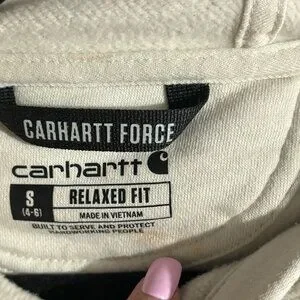 CARHARTT FORCE
carhartt
S RELAXED FIT
(4-6) MADE IN VIETNAM
BUILT TO SERVE AND PROTECT
HARDWORKING PEOPLE